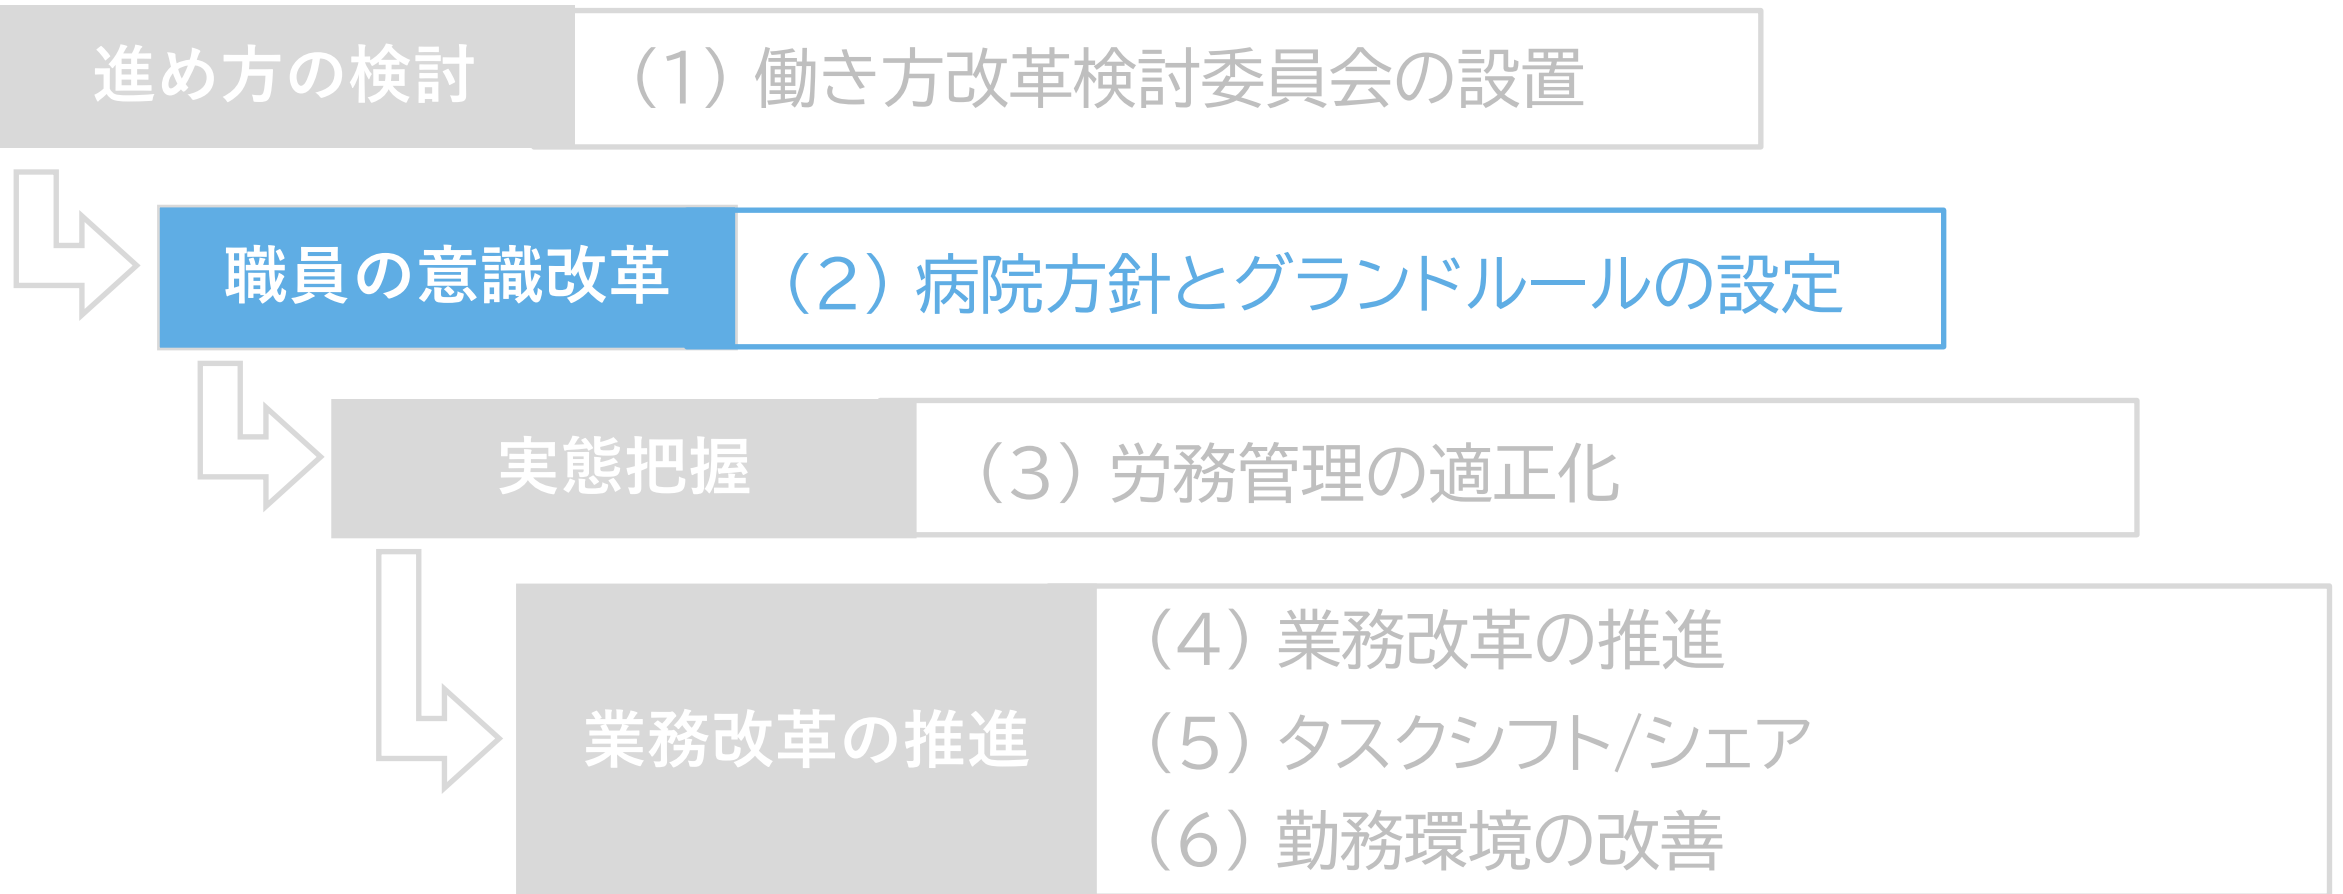 進め方の検討
（1）働き方改革検討委員会の設置
職員の意識改革
（2）病院方針とグランドルールの設定
実態把握
（3）労務管理の適正化
業務改革の推進
（4）業務改革の推進
（5）タスクシフト/シェア
（6）勤務環境の改善